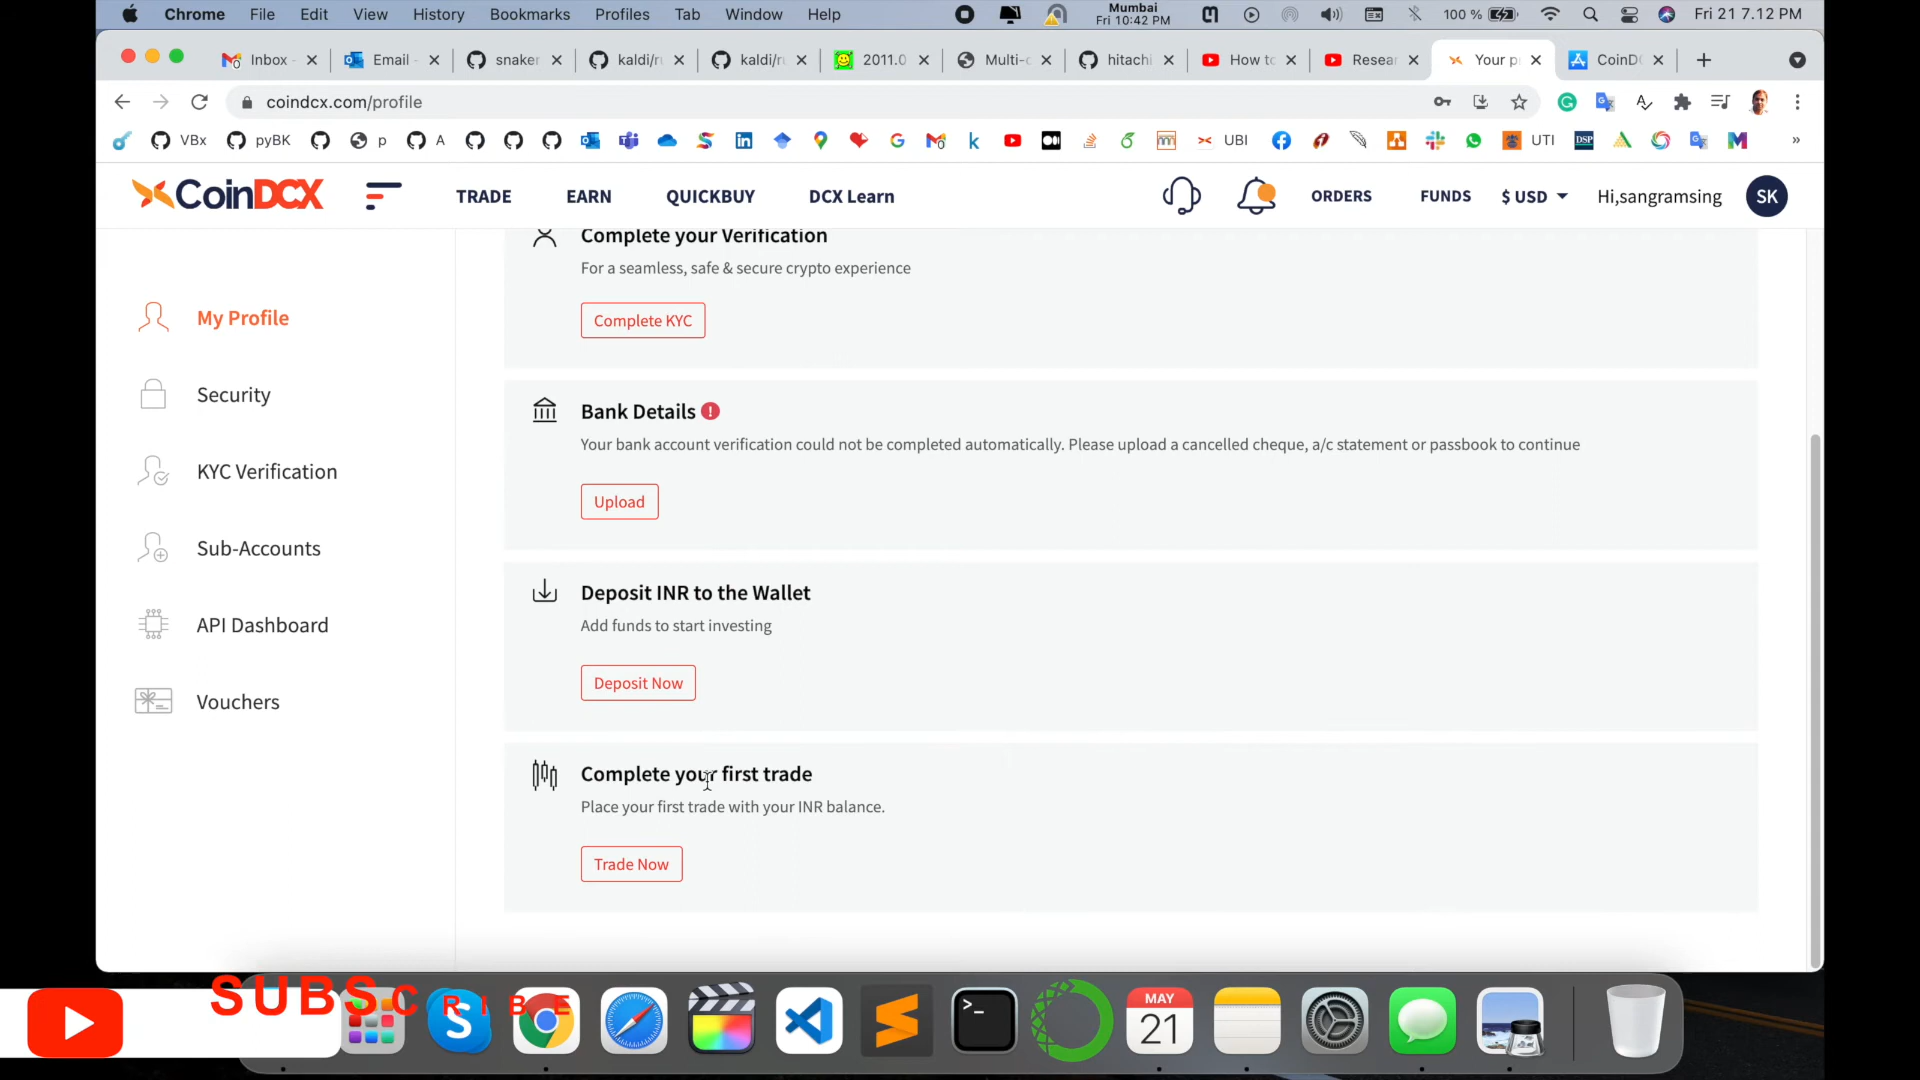 Chrome File Edit View History Bookmarks Profiles Tab Window Help
Mumbai
Fri 10:42 PM
100 %
Fri 21 7.12 PM
Inbox
Email
snaker
kaldi/ru
kaldi/ru
2011.0
Multi-c
hitachi
How to
Resear
Your p
CoinD
coindcx.com/profile
VBx
pyBK
p
A
UBI
UTI
DSP
CoinDCX
TRADE
EARN
QUICKBUY
DCX Learn
ORDERS
FUNDS
$ USD
Hi,sangramsing
SK
My Profile
Security
KYC Verification
Sub-Accounts
API Dashboard
Vouchers
Complete your Verification
For a seamless, safe & secure crypto experience
Complete KYC
Bank Details
Your bank account verification could not be completed automatically. Please upload a cancelled cheque, a/c statement or passbook to continue
Upload
Deposit INR to the Wallet
Add funds to start investing
Deposit Now
Complete your first trade
Place your first trade with your INR balance.
Trade Now
SUBSCRIBE
MAY
21